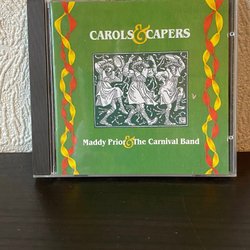 CAROLS & CAPERS
Maddy Prior & The Carnival Band